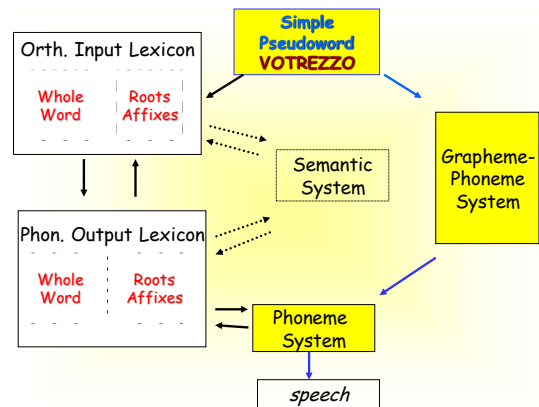 Simple
Pseudoword
VOTREZZO
Orth. Input Lexicon
Whole
Word
Roots
Affixes
Semantic
System
Grapheme-
Phoneme
System
Phon. Output Lexicon
Whole
Word
Roots
Affixes
Phoneme
System
speech